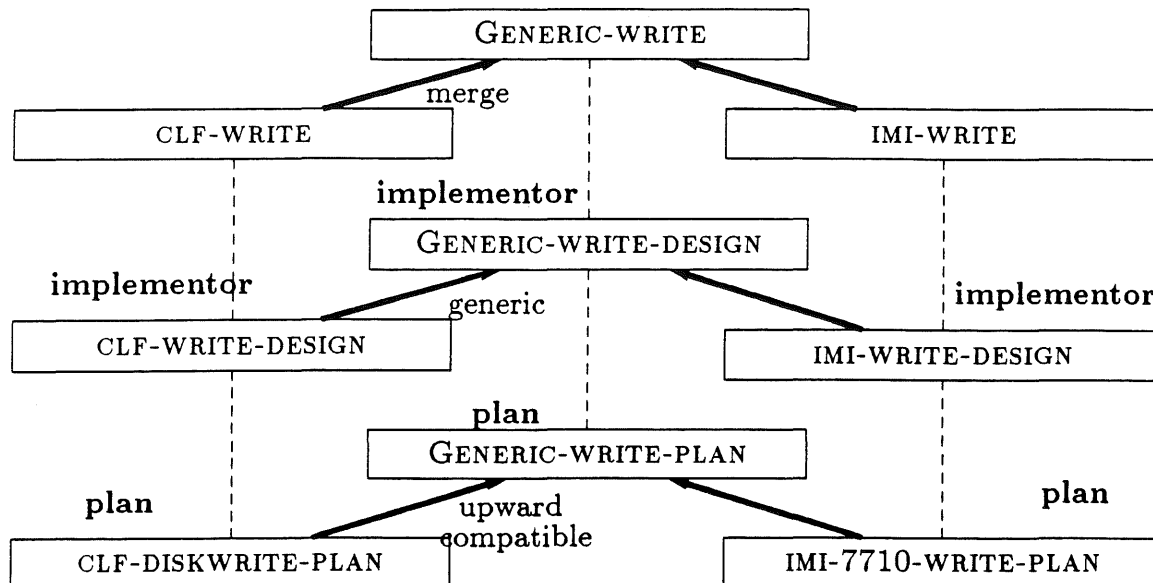 GENERIC-WRITE
merge
CLF-WRITE
IMI-WRITE
implementor
GENERIC-WRITE-DESIGN
implementor
generic
implementor
CLF-WRITE-DESIGN
IMI-WRITE-DESIGN
plan
GENERIC-WRITE-PLAN
plan
upward
compatible
plan
CLF-DISKWRITE-PLAN
IMI-7710-WRITE-PLAN